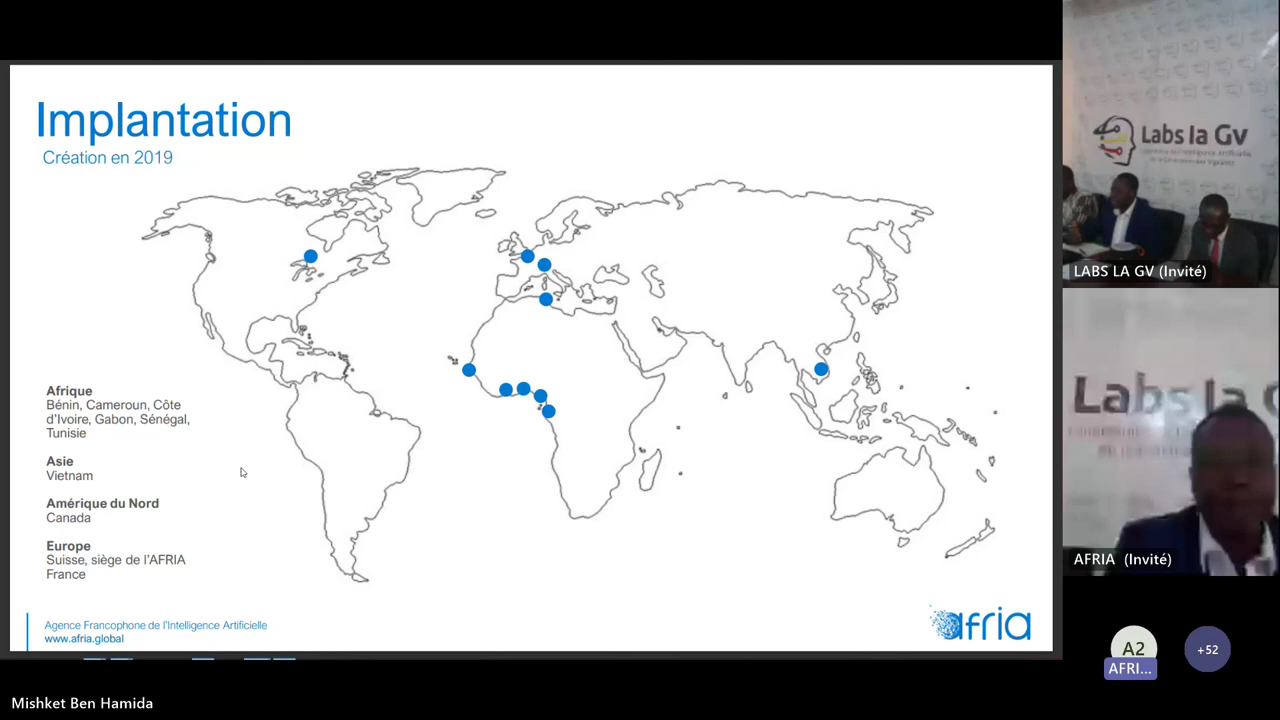 Implantation
Création en 2019
Afrique
Bénin, Cameroun, Côte
d'Ivoire, Gabon, Sénégal,
Tunisie
Asie
Vietnam
Amérique du Nord
Canada
Europe
Suisse, siège de l'AFRIA
France
Agence Francophone de l'Intelligence Artificielle
www.afria.global
afria
Labs la Gv
LABS LA GV (Invité)
Labs la G
AFRIA (Invité)
A2
AFRI...
+52
Mishket Ben Hamida